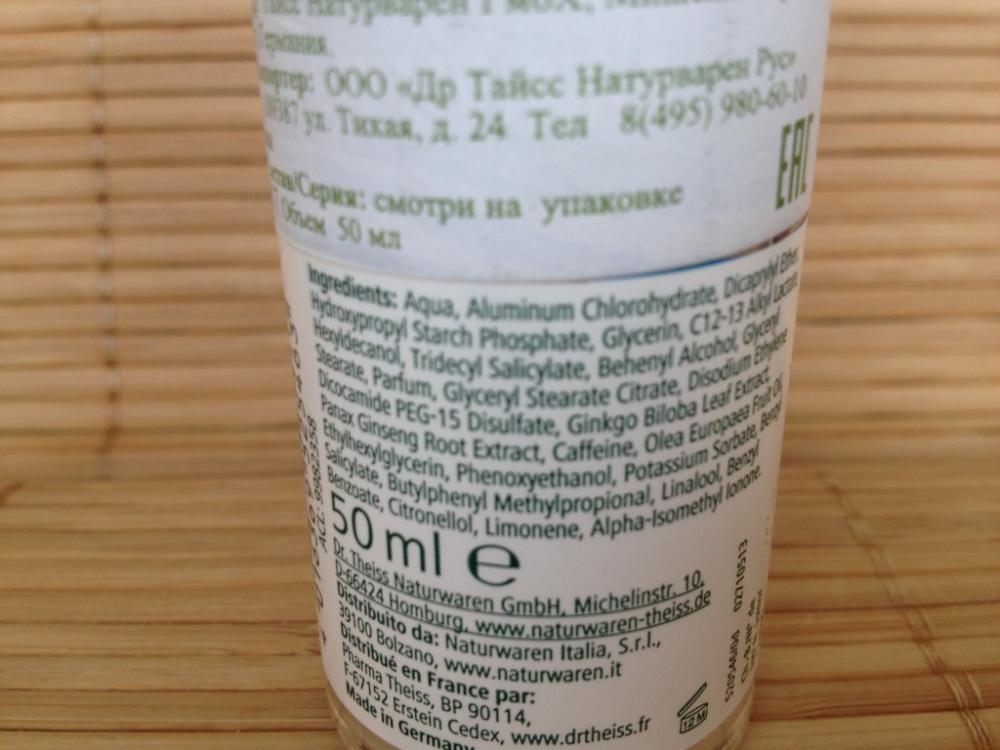 Натурварен
Германия
ООО «Др Тайсс Натурварен Рус»
ул. Тихая, д. 24 Тел 8(495) 980-60-10
EAC
смотри на упаковке
Объем 50 мл
Ingredients: Aqua, Aluminum Chlorohydrate, Dicaprylyl Ether,
Hydroxypropyl Starch Phosphate, Glycerin, C12-13 Alkyl Lactate,
Hexyldecanol, Tridecyl Salicylate, Behenyl Alcohol, Glyceryl
Stearate, Parfum, Glyceryl Stearate Citrate, Disodium Ethylene
Dicocamide PEG-15 Disulfate, Ginkgo Biloba Leaf Extract,
Panax Ginseng Root Extract, Caffeine, Olea Europaea Fruit Oil,
Ethylhexylglycerin, Phenoxyethanol, Potassium Sorbate, Benzyl
Salicylate, Butylphenyl Methylpropional, Linalool, Benzyl
Benzoate, Citronellol, Limonene, Alpha-Isomethyl Ionone.
50 ml e
Dr. Theiss Naturwaren GmbH, Michelinstr. 10,
D-66424 Homburg, www.naturwaren-theiss.de
Distribuito da: Naturwaren Italia, S.r.l.,
39100 Bolzano, www.naturwaren.it
Distribué en France par:
Pharma Theiss, BP 90114,
F-67152 Erstein Cedex, www.drtheiss.fr
Made in Germany
12 M
02710513